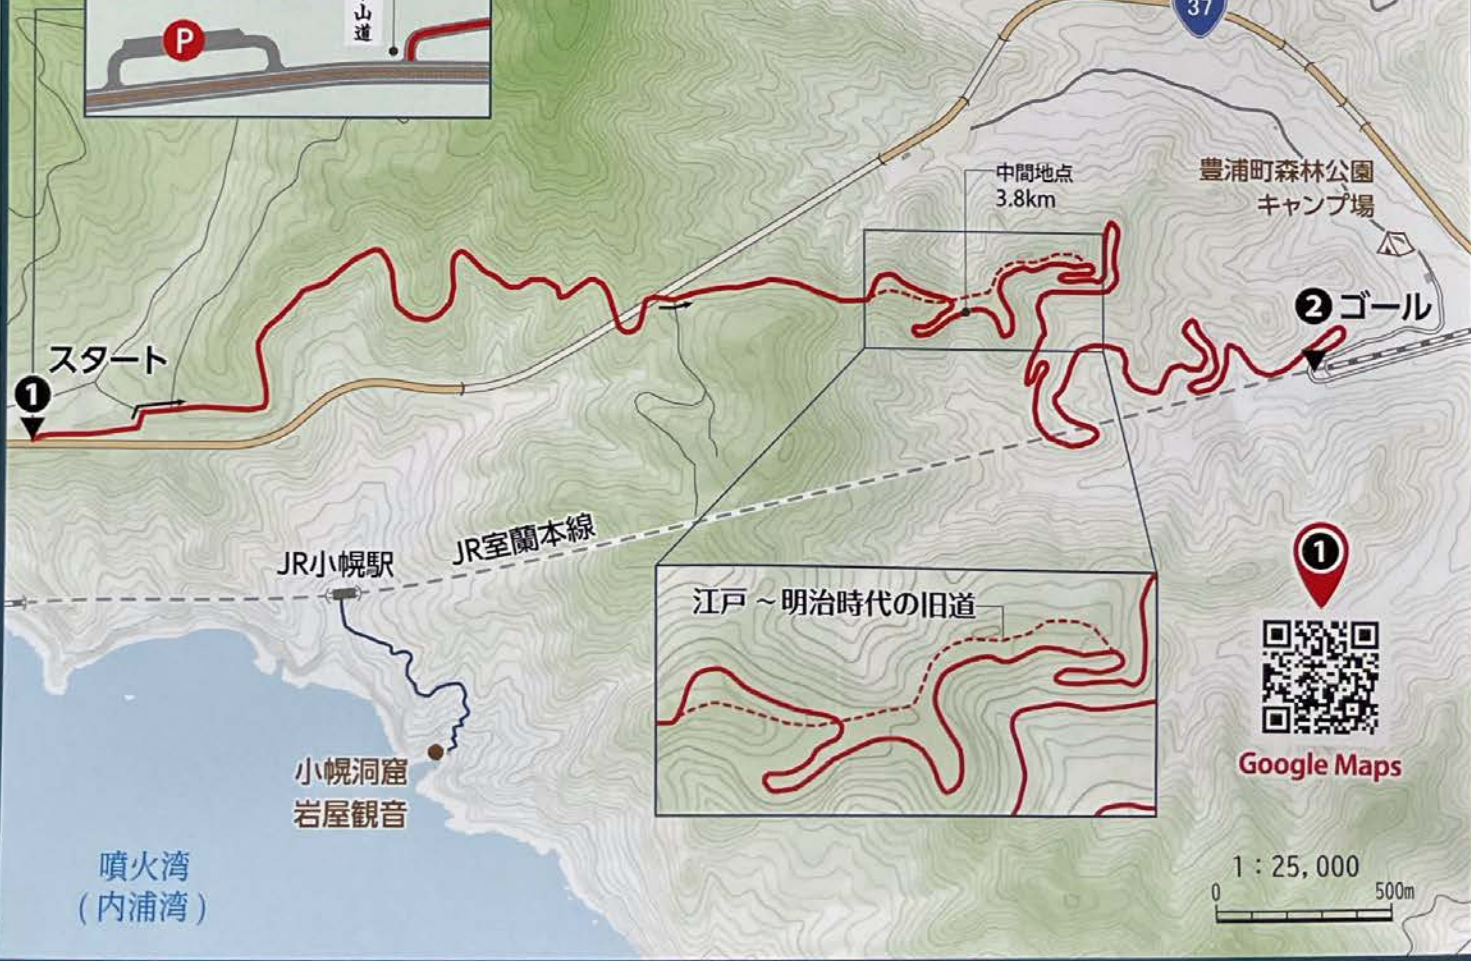 P
山道
37
中間地点
3.8km
豊浦町森林公園
キャンプ場
❷ ゴール
スタート
❶
JR小幌駅
JR室蘭本線
江戸~明治時代の旧道
❶
Google Maps
小幌洞窟
岩屋観音
噴火湾
(内浦湾)
1:25,000
0 500m